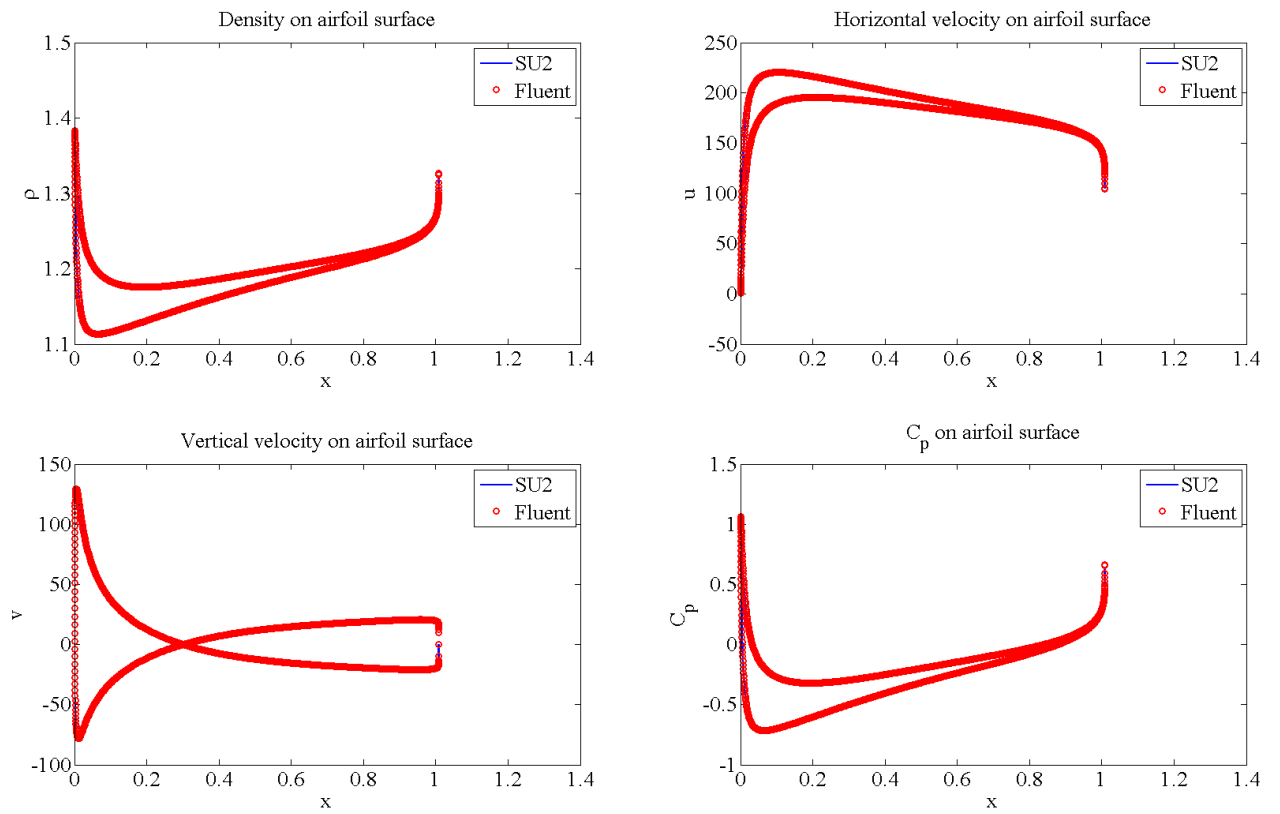 Density on airfoil surface
1.5
1.4
1.3
1.2
1.1
ρ
0 0.2 0.4 0.6 0.8 1 1.2 1.4
x
SU2
Fluent
Horizontal velocity on airfoil surface
250
200
150
100
50
0
-50
u
0 0.2 0.4 0.6 0.8 1 1.2 1.4
x
SU2
Fluent
Vertical velocity on airfoil surface
150
100
50
0
-50
-100
v
0 0.2 0.4 0.6 0.8 1 1.2 1.4
x
SU2
Fluent
Cp on airfoil surface
1.5
1
0.5
0
-0.5
-1
Cp
0 0.2 0.4 0.6 0.8 1 1.2 1.4
x
SU2
Fluent